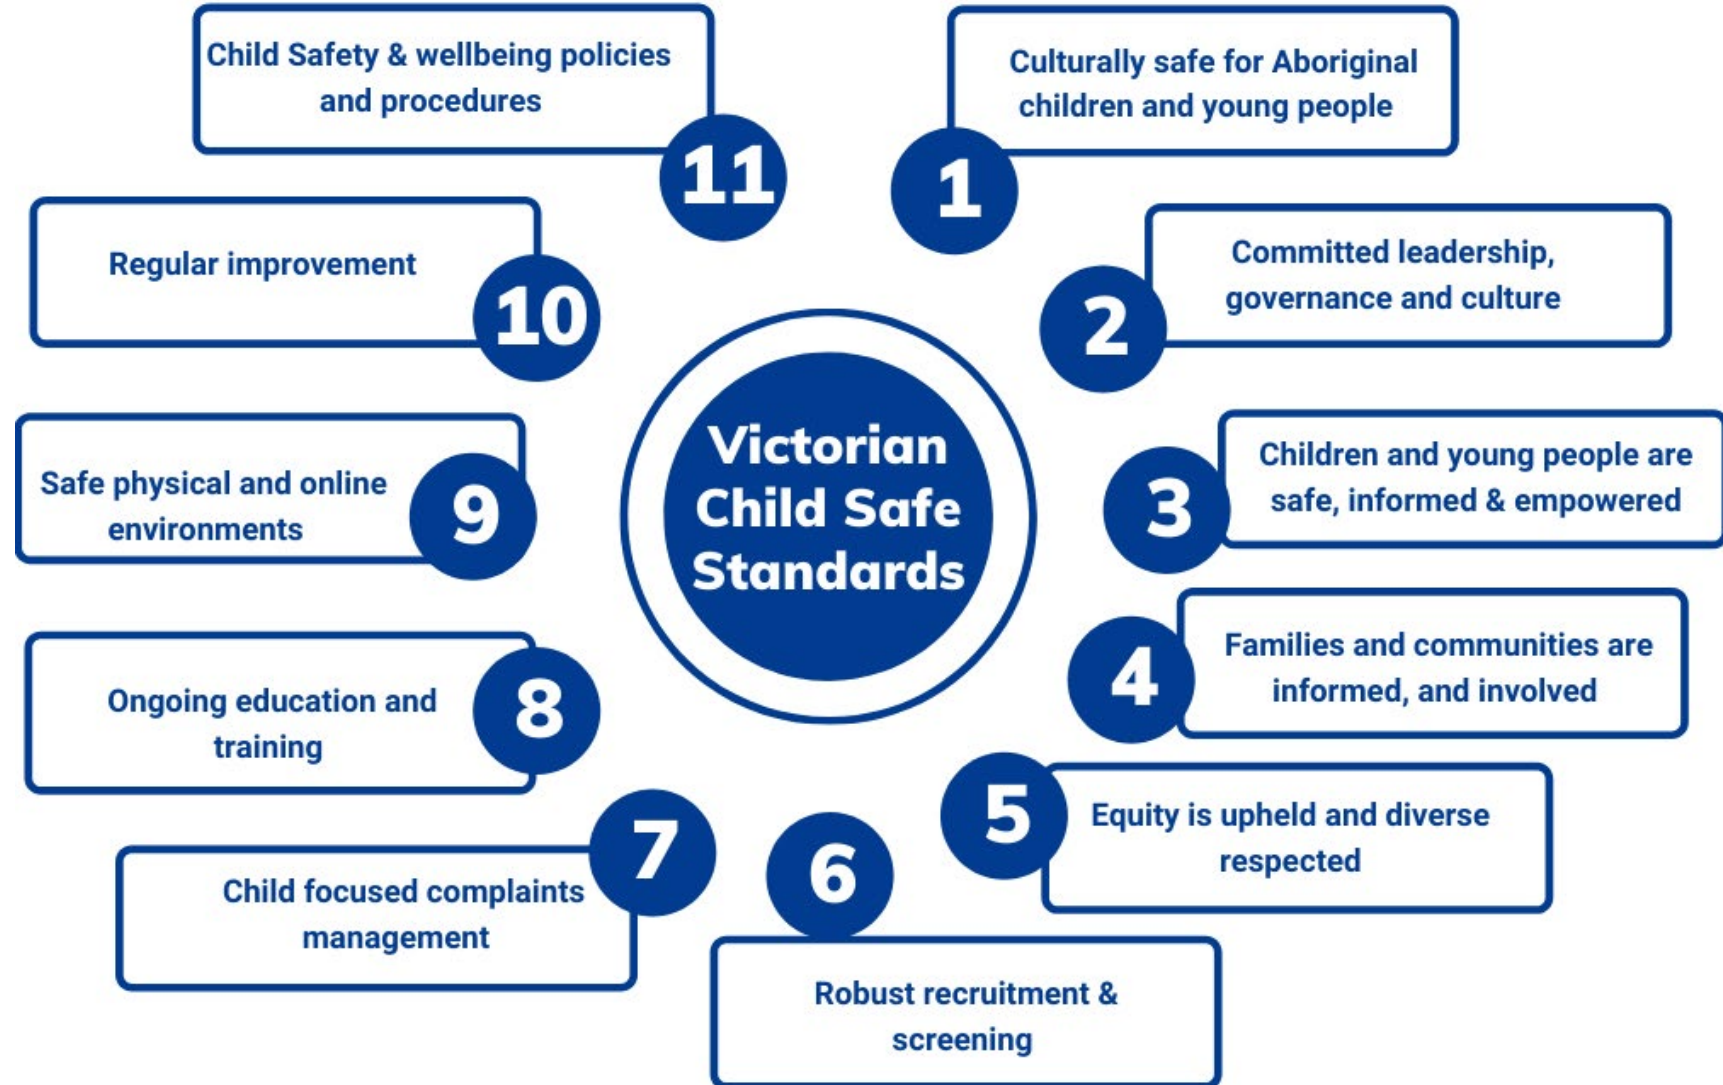 Victorian
Child Safe
Standards
1
Culturally safe for Aboriginal
children and young people
2
Committed leadership,
governance and culture
3
Children and young people are
safe, informed & empowered
4
Families and communities are
informed, and involved
5
Equity is upheld and diverse
respected
6
Robust recruitment &
screening
7
Child focused complaints
management
8
Ongoing education and
training
9
Safe physical and online
environments
10
Regular improvement
11
Child Safety & wellbeing policies
and procedures